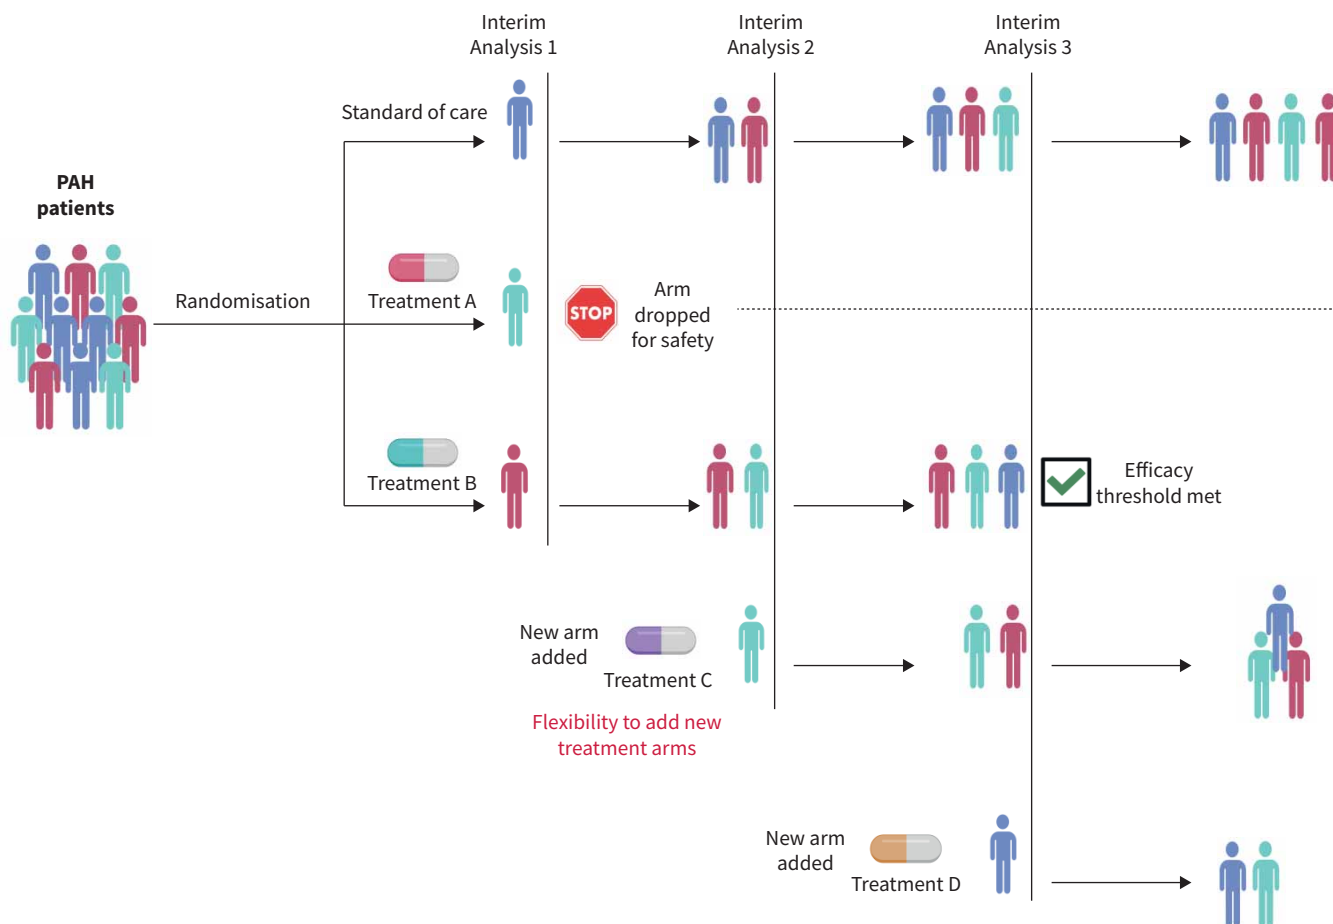 Interim
Analysis 1
Interim
Analysis 2
Interim
Analysis 3
Standard of care
PAH
patients
Randomisation
Treatment A
STOP
Arm
dropped
for safety
Treatment B
Efficacy
threshold met
New arm
added
Treatment C
Flexibility to add new
treatment arms
New arm
added
Treatment D